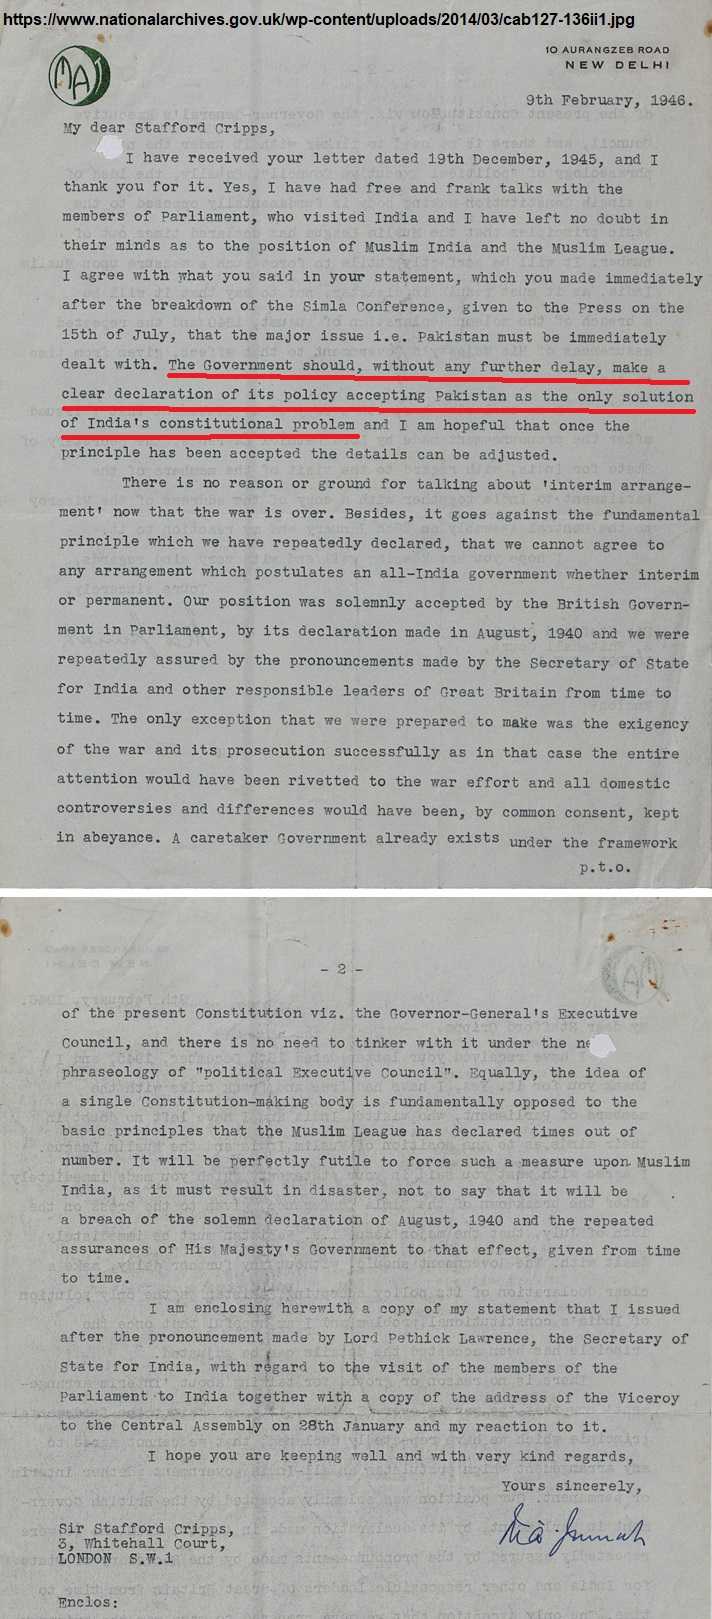 https://www.nationalarchives.gov.uk/wp-content/uploads/2014/03/cab127-136ii1.jpg
MAJ
10 AURANGZEB ROAD
NEW DELHI
9th February, 1946.
My dear Stafford Cripps,
I have received your letter dated 19th December, 1945, and I
thank you for it. Yes, I have had free and frank talks with the
members of Parliament, who visited India and I have left no doubt in
their minds as to the position of Muslim India and the Muslim League.
I agree with what you said in your statement, which you made immediately
after the breakdown of the Simla Conference, given to the Press on the
15th of July, that the major issue i.e. Pakistan must be immediately
dealt with. The Government should, without any further delay, make a
clear declaration of its policy accepting Pakistan as the only solution
of India's constitutional problem and I am hopeful that once the
principle has been accepted the details can be adjusted.
There is no reason or ground for talking about 'interim arrange-
ment' now that the war is over. Besides, it goes against the fundamental
principle which we have repeatedly declared, that we cannot agree to
any arrangement which postulates an all-India government whether interim
or permanent. Our position was solemnly accepted by the British Govern-
ment in Parliament, by its declaration made in August, 1940 and we were
repeatedly assured by the pronouncements made by the Secretary of State
for India and other responsible leaders of Great Britain from time to
time. The only exception that we were prepared to make was the exigency
of the war and its prosecution successfully as in that case the entire
attention would have been rivetted to the war effort and all domestic
controversies and differences would have been, by common consent, kept
in abeyance. A caretaker Government already exists under the framework
p.t.o.
- 2 -
of the present Constitution viz. the Governor-General's Executive
Council, and there is no need to tinker with it under the
phraseology of "political Executive Council". Equally, the idea of
a single Constitution-making body is fundamentally opposed to the
basic principles that the Muslim League has declared times out of
number. It will be perfectly futile to force such a measure upon Muslim
India, as it must result in disaster, not to say that it will be
a breach of the solemn declaration of August, 1940 and the repeated
assurances of His Majesty's Government to that effect, given from time
to time.
I am enclosing herewith a copy of my statement that I issued
after the pronouncement made by Lord Pethick Lawrence, the Secretary of
State for India, with regard to the visit of the members of the
Parliament to India together with a copy of the address of the Viceroy
to the Central Assembly on 28th January and my reaction to it.
I hope you are keeping well and with very kind regards,
Yours sincerely,
Jinnah
Sir Stafford Cripps,
3, Whitehall Court,
LONDON S.W.1
Enclos: